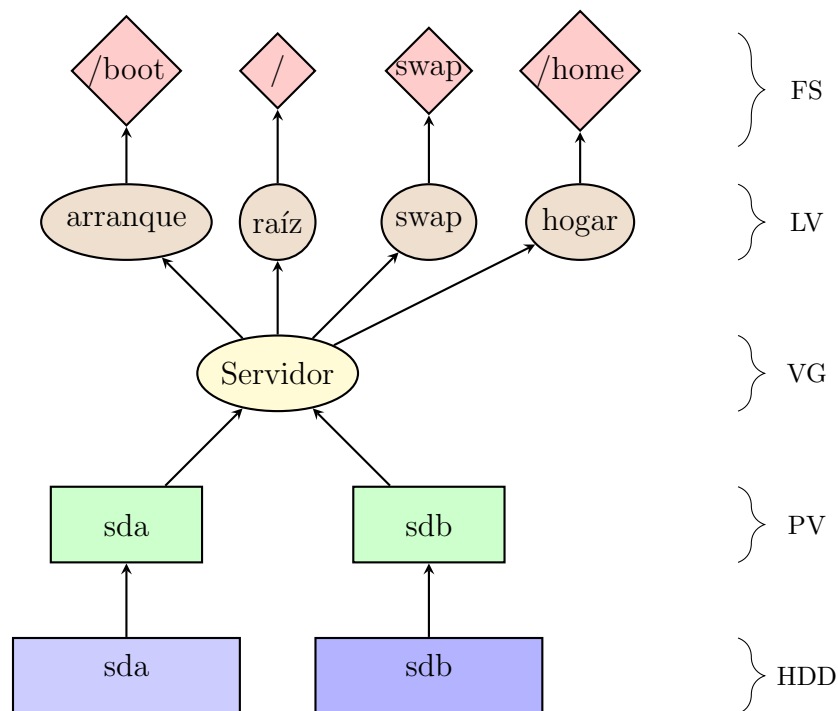 /boot / swap /home FS
arranque raíz swap hogar LV
Servidor VG
sda sdb PV
sda sdb HDD